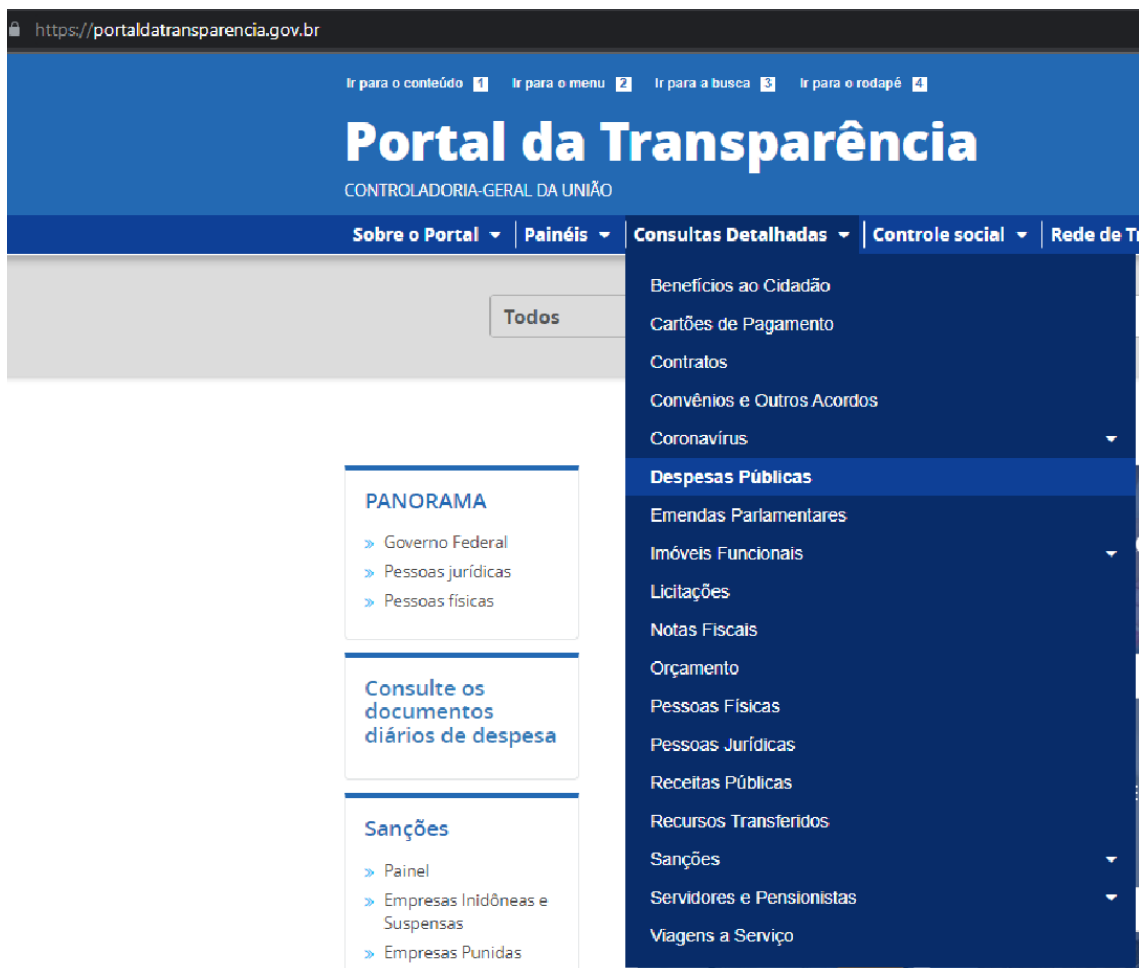 https://portaldatransparencia.gov.br
Ir para o conteúdo 1 Ir para o menu 2 Ir para a busca 3 Ir para o rodapé 4
Portal da Transparência
CONTROLADORIA-GERAL DA UNIÃO
Sobre o Portal Painéis Consultas Detalhadas Controle social Rede de
Todos
Benefícios ao Cidadão
Cartões de Pagamento
Contratos
Convênios e Outros Acordos
Coronavírus
Despesas Públicas
Emendas Parlamentares
Imóveis Funcionais
Licitações
Notas Fiscais
Orçamento
Pessoas Físicas
Pessoas Jurídicas
Receitas Públicas
Recursos Transferidos
Sanções
Servidores e Pensionistas
Viagens a Serviço
PANORAMA
» Governo Federal
» Pessoas jurídicas
» Pessoas físicas
Consulte os
documentos
diários de despesa
Sanções
» Painel
» Empresas Inidôneas e
Suspensas
» Empresas Punidas